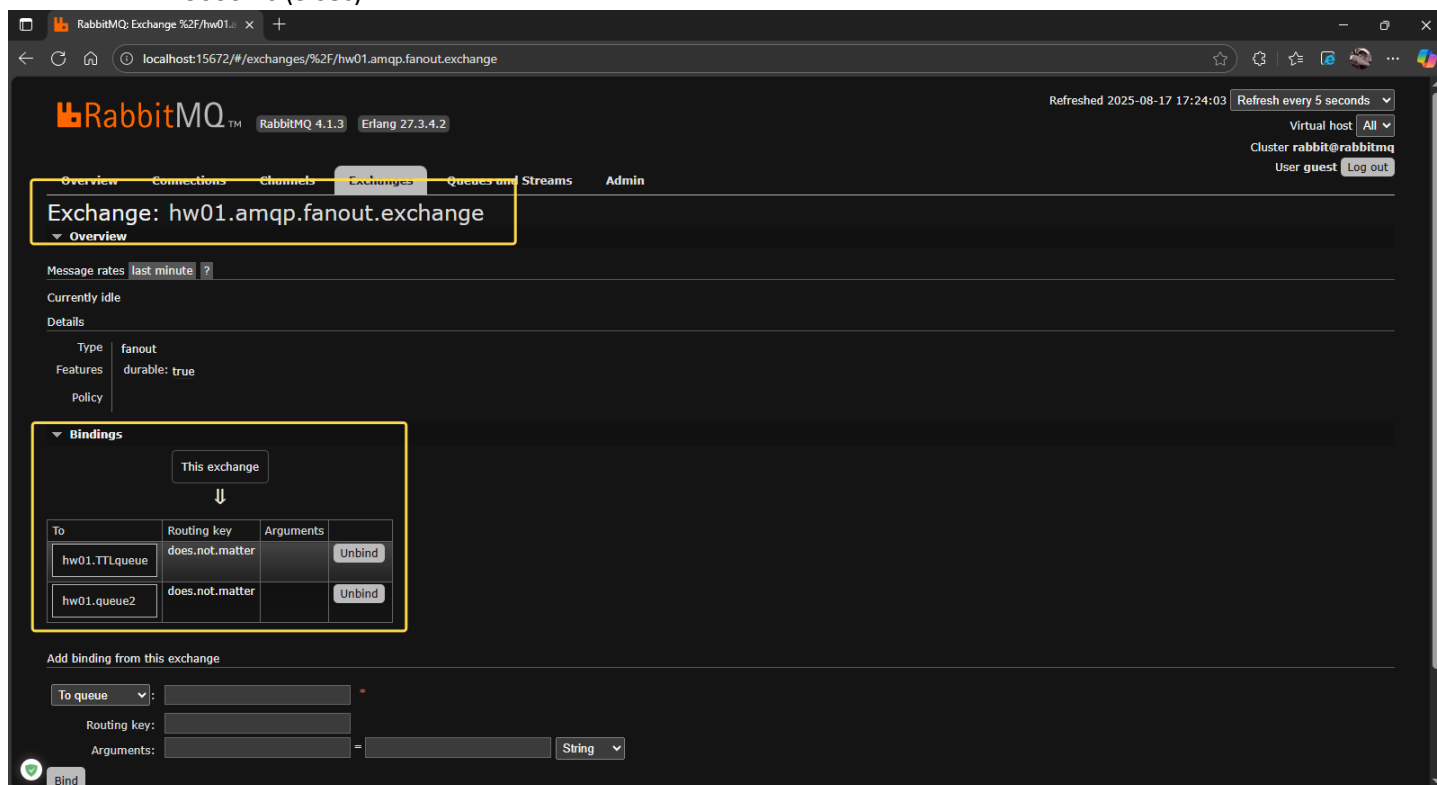 RabbitMQ: Exchange %2F/hw01.a
localhost:15672/#/exchanges/%2F/hw01.amqp.fanout.exchange
Refreshed 2025-08-17 17:24:03 Refresh every 5 seconds
RabbitMQ TM RabbitMQ 4.1.3 Erlang 27.3.4.2
Virtual host All
Cluster rabbit@rabbitmq
User guest Log out
Overview Connections Channels Exchanges Queues and Streams Admin
Exchange: hw01.amqp.fanout.exchange
Overview
Message rates last minute ?
Currently idle
Details
Type fanout
Features durable: true
Policy
Bindings
This exchange
⇓
To Routing key Arguments
hw01.TTLqueue does.not.matter Unbind
hw01.queue2 does.not.matter Unbind
Add binding from this exchange
To queue : *
Routing key:
Arguments: = String
Bind